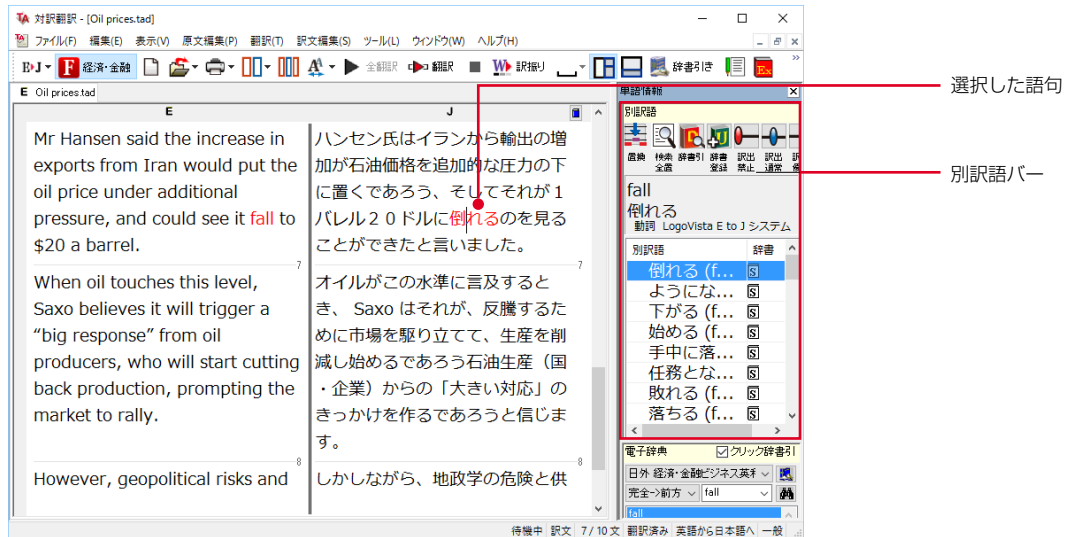 対訳翻訳 - [Oil prices.tad]
ファイル(F) 編集(E) 表示(V) 原文編集(P) 翻訳(T) 訳文編集(S) ツール(L) ウィンドウ(W) ヘルプ(H)
E›J 経済・金融 全翻訳 翻訳 訳振り 辞書引き Ex
E Oil prices.tad
E
J
Mr Hansen said the increase in
exports from Iran would put the
oil price under additional
pressure, and could see it fall to
$20 a barrel.
7
When oil touches this level,
Saxo believes it will trigger a
“big response” from oil
producers, who will start cutting
back production, prompting the
market to rally.
8
However, geopolitical risks and
ハンセン氏はイランから輸出の増
加が石油価格を追加的な圧力の下
に置くであろう、そしてそれが１
バレル２０ドルに倒れるのを見る
ことができたと言いました。
7
オイルがこの水準に言及すると
き、 Saxo はそれが、反騰するた
めに市場を駆り立てて、生産を削
減し始めるであろう石油生産（国
・企業）からの「大きい対応」の
きっかけを作るであろうと信じま
す。
8
しかしながら、地政学の危険と供
単語情報
別訳語
置換 検索全置 辞書引 辞書登録 訳出禁止 訳出通常
fall
倒れる
動詞 LogoVista E to J システム
別訳語 辞書
倒れる (f... S
ようにな... S
下がる (f... S
始める (f... S
手中に落... S
任務とな... S
敗れる (f... S
落ちる (f... S
電子辞典 クリック辞書引
日外 経済・金融ビジネス英和
完全->前方 fall
fall
待機中 訳文 7/10文 翻訳済み 英語から日本語へ 一般
選択した語句
別訳語バー